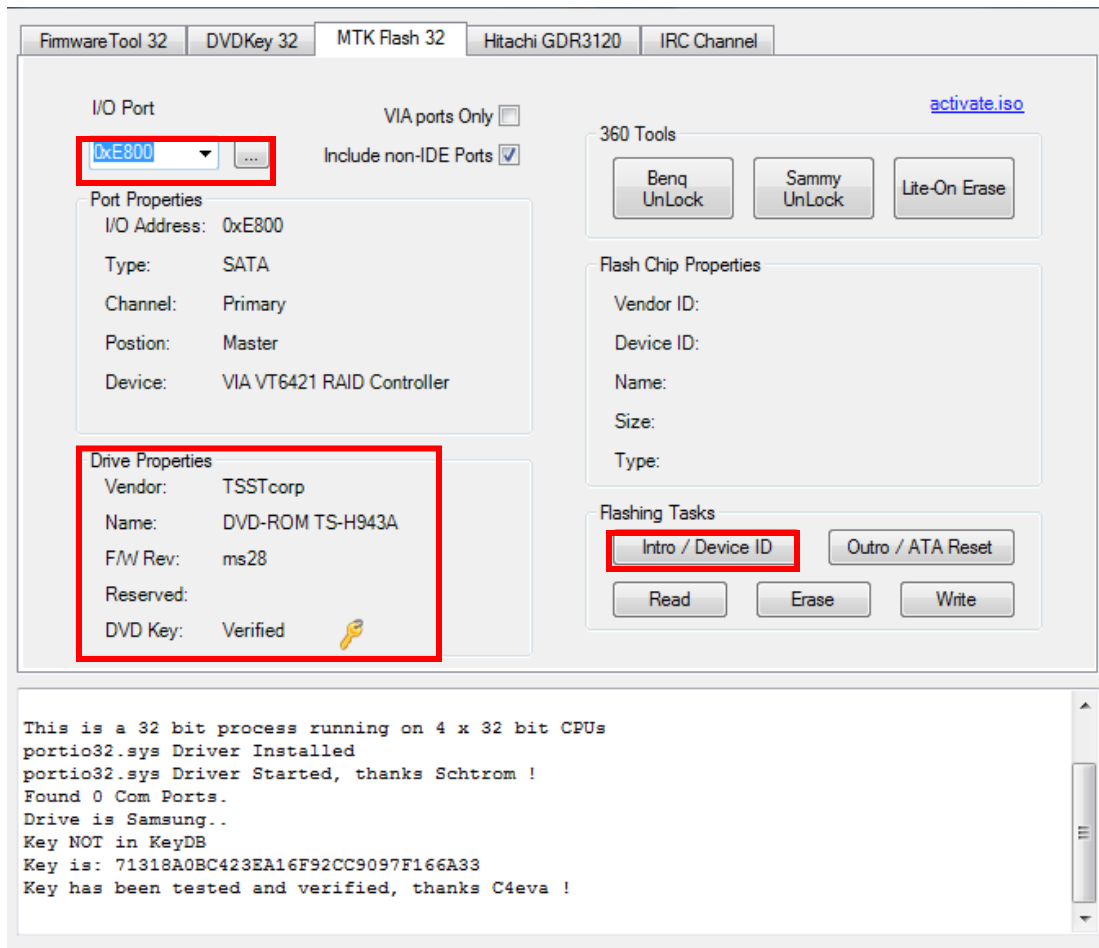 FirmwareTool 32 DVDKey 32 MTK Flash 32 Hitachi GDR3120 IRC Channel
I/O Port
VIA ports Only
activate.iso
0xE800 ...
Include non-IDE Ports
Port Properties
I/O Address: 0xE800
Type: SATA
Channel: Primary
Postion: Master
Device: VIA VT6421 RAID Controller
Drive Properties
Vendor: TSSTcorp
Name: DVD-ROM TS-H943A
F/W Rev: ms28
Reserved:
DVD Key: Verified
360 Tools
Benq
UnLock
Sammy
UnLock
Lite-On Erase
Flash Chip Properties
Vendor ID:
Device ID:
Name:
Size:
Type:
Flashing Tasks
Intro / Device ID Outro / ATA Reset
Read Erase Write
This is a 32 bit process running on 4 x 32 bit CPUs
portio32.sys Driver Installed
portio32.sys Driver Started, thanks Schtrom !
Found 0 Com Ports.
Drive is Samsung..
Key NOT in KeyDB
Key is: 71318A0BC423EA16F92CC9097F166A33
Key has been tested and verified, thanks C4eva !